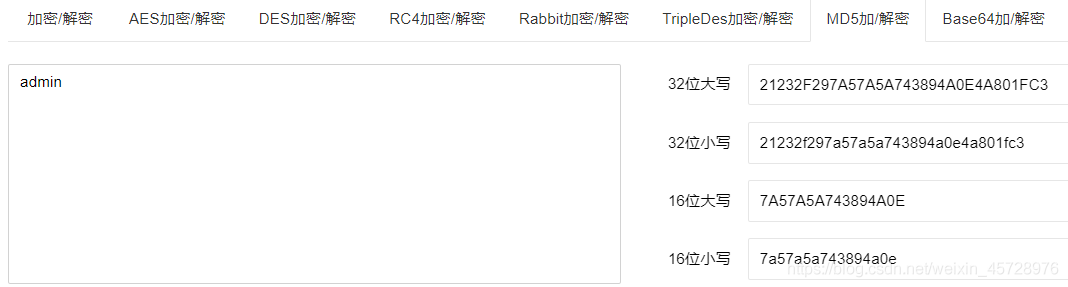 加密/解密 AES加密/解密 DES加密/解密 RC4加密/解密 Rabbit加密/解密 TripleDes加密/解密 MD5加/解密 Base64加/解密
admin
32位大写 21232F297A57A5A743894A0E4A801FC3
32位小写 21232f297a57a5a743894a0e4a801fc3
16位大写 7A57A5A743894A0E
16位小写 7a57a5a743894a0e
https://blog.csdn.net/weixin_45728976